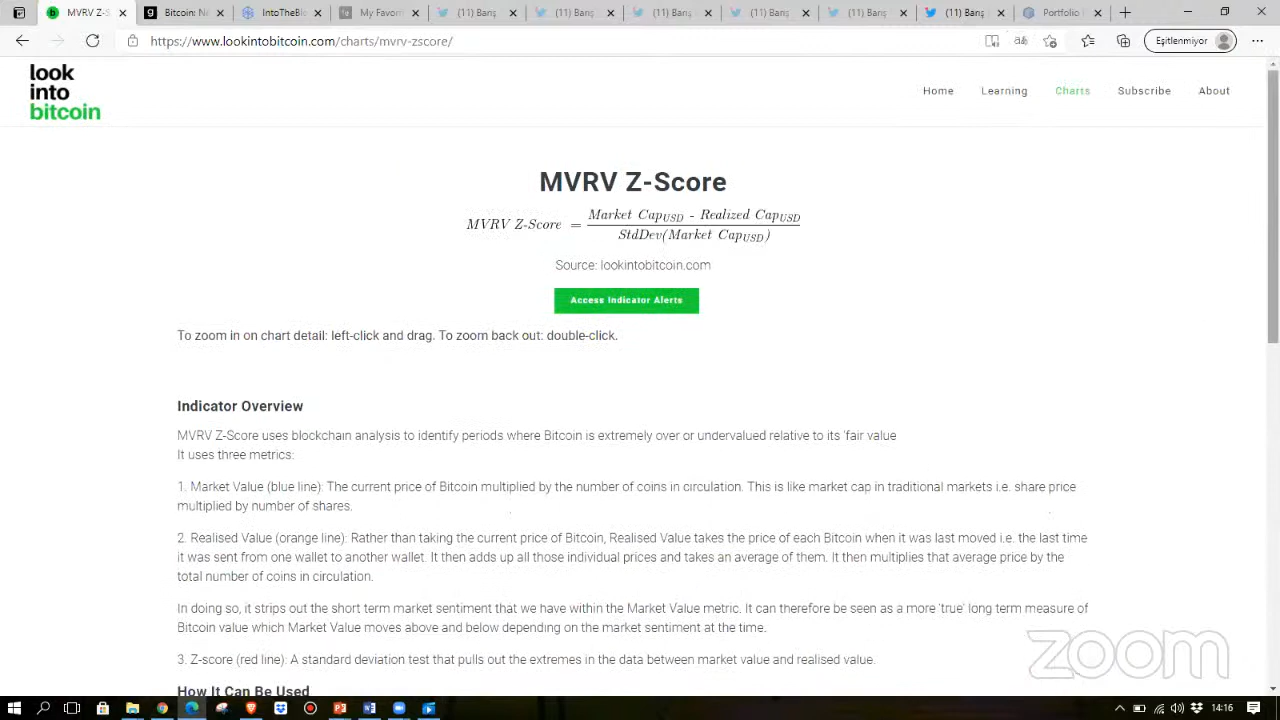 MVRV Z-S
Bitcoin: Ne
IntoTheBlo
My Favorit
(11) Barış
(11) Barış
(11) Barış
(11) Barış
(11) Barış
(11) Barış
Portfolio
https://www.lookintobitcoin.com/charts/mvrv-zscore/
Eşitlenmiyor
look
into
bitcoin
Home Learning Charts Subscribe About
MVRV Z-Score
MVRV Z-Score = Market Cap USD - Realized Cap USD
StdDev(Market Cap USD)
Source: lookintobitcoin.com
Access Indicator Alerts
To zoom in on chart detail: left-click and drag. To zoom back out: double-click.
Indicator Overview
MVRV Z-Score uses blockchain analysis to identify periods where Bitcoin is extremely over or undervalued relative to its 'fair value
It uses three metrics:
1. Market Value (blue line): The current price of Bitcoin multiplied by the number of coins in circulation. This is like market cap in traditional markets i.e. share price
multiplied by number of shares.
2. Realised Value (orange line): Rather than taking the current price of Bitcoin, Realised Value takes the price of each Bitcoin when it was last moved i.e. the last time
it was sent from one wallet to another wallet. It then adds up all those individual prices and takes an average of them. It then multiplies that average price by the
total number of coins in circulation.
In doing so, it strips out the short term market sentiment that we have within the Market Value metric. It can therefore be seen as a more 'true' long term measure of
Bitcoin value which Market Value moves above and below depending on the market sentiment at the time.
3. Z-score (red line): A standard deviation test that pulls out the extremes in the data between market value and realised value.
How It Can Be Used
zoom
14:16